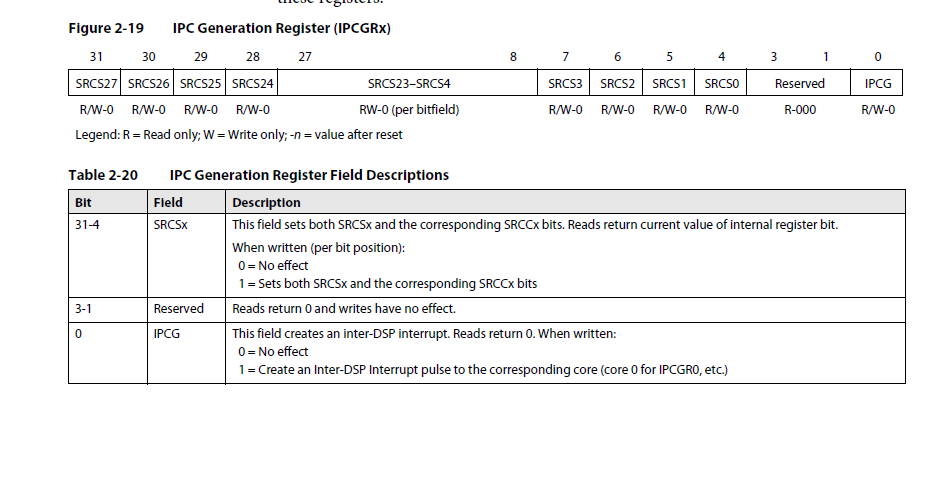 these registers.
Figure 2-19 IPC Generation Register (IPCGRx)
31 30 29 28 27 8 7 6 5 4 3 1 0
SRCS27 SRCS26 SRCS25 SRCS24 SRCS23–SRCS4 SRCS3 SRCS2 SRCS1 SRCS0 Reserved IPCG
R/W-0 R/W-0 R/W-0 R/W-0 RW-0 (per bitfield) R/W-0 R/W-0 R/W-0 R/W-0 R-000 R/W-0
Legend: R = Read only; W = Write only; -n = value after reset
Table 2-20 IPC Generation Register Field Descriptions
Bit Field Description
31-4 SRCSx This field sets both SRCSx and the corresponding SRCCx bits. Reads return current value of internal register bit.
When written (per bit position):
0 = No effect
1 = Sets both SRCSx and the corresponding SRCCx bits
3-1 Reserved Reads return 0 and writes have no effect.
0 IPCG This field creates an inter-DSP interrupt. Reads return 0. When written:
0 = No effect
1 = Create an Inter-DSP Interrupt pulse to the corresponding core (core 0 for IPCGR0, etc.)